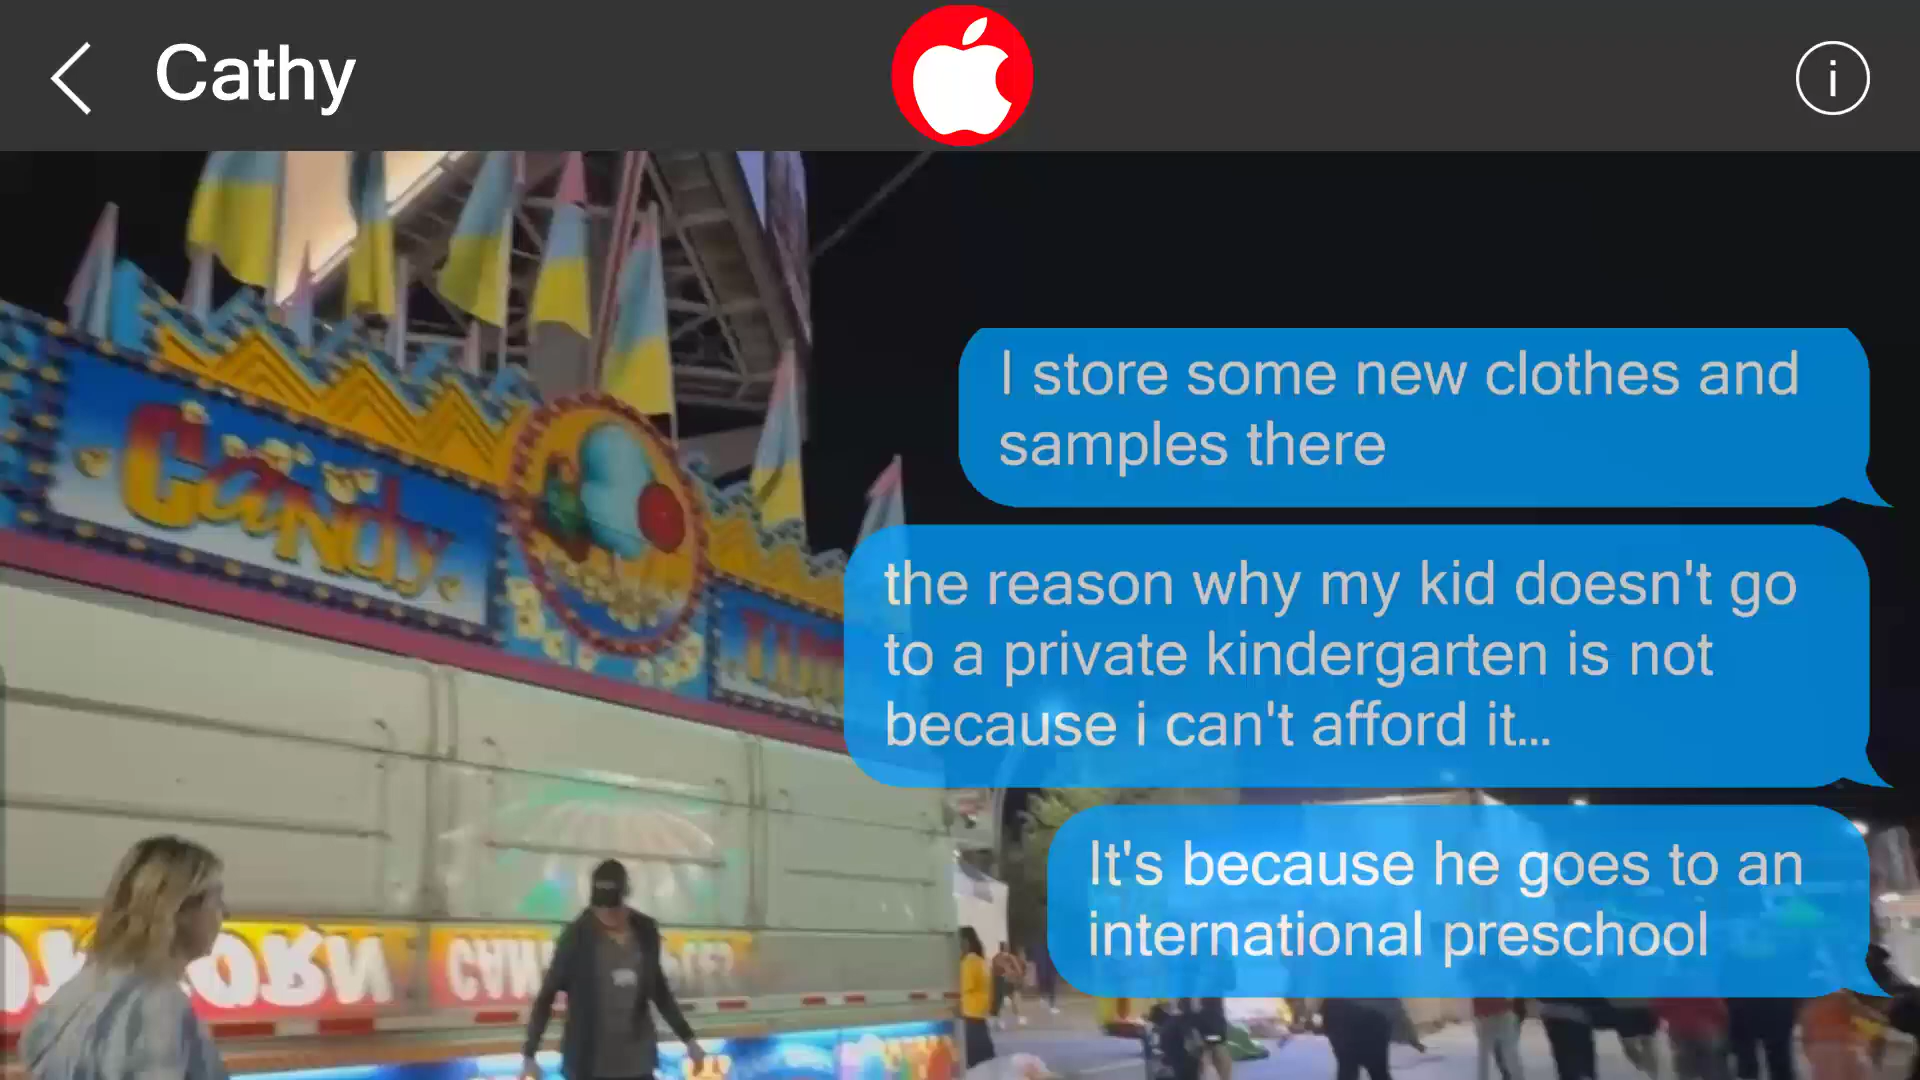 Cathy
i
I store some new clothes and
samples there
the reason why my kid doesn't go
to a private kindergarten is not
because i can't afford it...
It's because he goes to an
international preschool
Candy